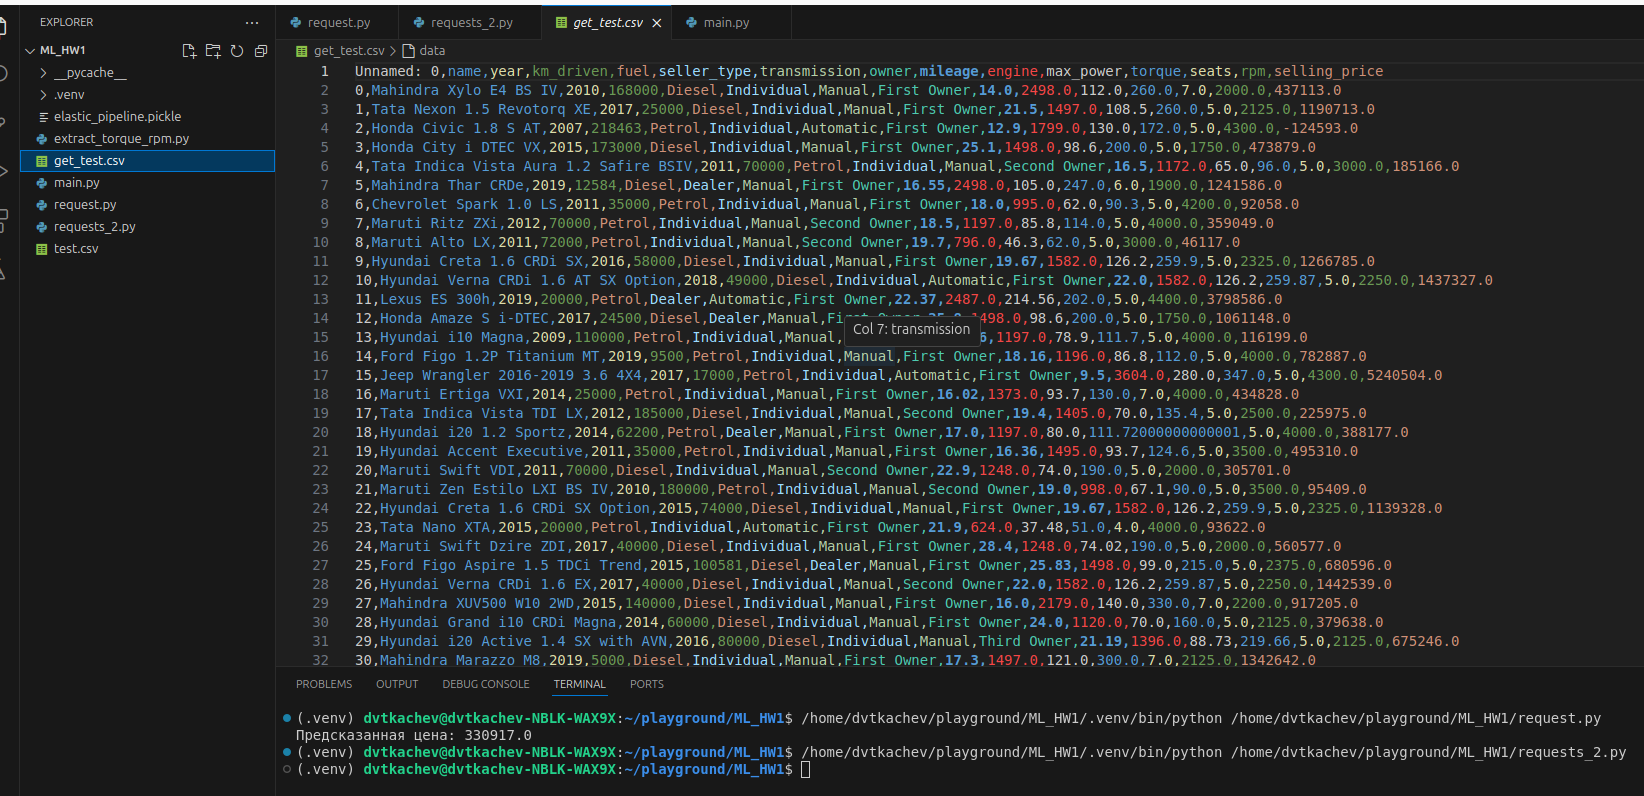 EXPLORER
ML_HW1
__pycache__
.venv
elastic_pipeline.pickle
extract_torque_rpm.py
get_test.csv
main.py
request.py
requests_2.py
test.csv
request.py requests_2.py get_test.csv main.py
get_test.csv > data
1 Unnamed: 0,name,year,km_driven,fuel,seller_type,transmission,owner,mileage,engine,max_power,torque,seats,rpm,selling_price
2 0,Mahindra Xylo E4 BS IV,2010,168000,Diesel,Individual,Manual,First Owner,14.0,2498.0,112.0,260.0,7.0,2000.0,437113.0
3 1,Tata Nexon 1.5 Revotorq XE,2017,25000,Diesel,Individual,Manual,First Owner,21.5,1497.0,108.5,260.0,5.0,2125.0,1190713.0
4 2,Honda Civic 1.8 S AT,2007,218463,Petrol,Individual,Automatic,First Owner,12.9,1799.0,130.0,172.0,5.0,4300.0,-124593.0
5 3,Honda City i DTEC VX,2015,173000,Diesel,Individual,Manual,First Owner,25.1,1498.0,98.6,200.0,5.0,1750.0,473879.0
6 4,Tata Indica Vista Aura 1.2 Safire BSIV,2011,70000,Petrol,Individual,Manual,Second Owner,16.5,1172.0,65.0,96.0,5.0,3000.0,185166.0
7 5,Mahindra Thar CRDe,2019,12584,Diesel,Dealer,Manual,First Owner,16.55,2498.0,105.0,247.0,6.0,1900.0,1241586.0
8 6,Chevrolet Spark 1.0 LS,2011,35000,Petrol,Individual,Manual,First Owner,18.0,995.0,62.0,90.3,5.0,4200.0,92058.0
9 7,Maruti Ritz ZXi,2012,70000,Petrol,Individual,Manual,Second Owner,18.5,1197.0,85.8,114.0,5.0,4000.0,359049.0
10 8,Maruti Alto LX,2011,72000,Petrol,Individual,Manual,Second Owner,19.7,796.0,46.3,62.0,5.0,3000.0,46117.0
11 9,Hyundai Creta 1.6 CRDi SX,2016,58000,Diesel,Individual,Manual,First Owner,19.67,1582.0,126.2,259.9,5.0,2325.0,1266785.0
12 10,Hyundai Verna CRDi 1.6 AT SX Option,2018,49000,Diesel,Individual,Automatic,First Owner,22.0,1582.0,126.2,259.87,5.0,2250.0,1437327.0
13 11,Lexus ES 300h,2019,20000,Petrol,Dealer,Automatic,First Owner,22.37,2487.0,214.56,202.0,5.0,4400.0,3798586.0
14 12,Honda Amaze S i-DTEC,2017,24500,Diesel,Dealer,Manual, 498.0,98.6,200.0,5.0,1750.0,1061148.0
Col 7: transmission
15 13,Hyundai i10 Magna,2009,110000,Petrol,Individual,Manual, ,1197.0,78.9,111.7,5.0,4000.0,116199.0
16 14,Ford Figo 1.2P Titanium MT,2019,9500,Petrol,Individual,Manual,First Owner,18.16,1196.0,86.8,112.0,5.0,4000.0,782887.0
17 15,Jeep Wrangler 2016-2019 3.6 4X4,2017,17000,Petrol,Individual,Automatic,First Owner,9.5,3604.0,280.0,347.0,5.0,4300.0,5240504.0
18 16,Maruti Ertiga VXI,2014,25000,Petrol,Individual,Manual,First Owner,16.02,1373.0,93.7,130.0,7.0,4000.0,434828.0
19 17,Tata Indica Vista TDI LX,2012,185000,Diesel,Individual,Manual,Second Owner,19.4,1405.0,70.0,135.4,5.0,2500.0,225975.0
20 18,Hyundai i20 1.2 Sportz,2014,62200,Petrol,Dealer,Manual,First Owner,17.0,1197.0,80.0,111.72000000000001,5.0,4000.0,388177.0
21 19,Hyundai Accent Executive,2011,35000,Petrol,Individual,Manual,First Owner,16.36,1495.0,93.7,124.6,5.0,3500.0,495310.0
22 20,Maruti Swift VDI,2011,70000,Diesel,Individual,Manual,Second Owner,22.9,1248.0,74.0,190.0,5.0,2000.0,305701.0
23 21,Maruti Zen Estilo LXI BS IV,2010,180000,Petrol,Individual,Manual,Second Owner,19.0,998.0,67.1,90.0,5.0,3500.0,95409.0
24 22,Hyundai Creta 1.6 CRDi SX Option,2015,74000,Diesel,Individual,Manual,First Owner,19.67,1582.0,126.2,259.9,5.0,2325.0,1139328.0
25 23,Tata Nano XTA,2015,20000,Petrol,Individual,Automatic,First Owner,21.9,624.0,37.48,51.0,4.0,4000.0,93622.0
26 24,Maruti Swift Dzire ZDI,2017,40000,Diesel,Individual,Manual,First Owner,28.4,1248.0,74.02,190.0,5.0,2000.0,560577.0
27 25,Ford Figo Aspire 1.5 TDCi Trend,2015,100581,Diesel,Dealer,Manual,First Owner,25.83,1498.0,99.0,215.0,5.0,2375.0,680596.0
28 26,Hyundai Verna CRDi 1.6 EX,2017,40000,Diesel,Individual,Manual,Second Owner,22.0,1582.0,126.2,259.87,5.0,2250.0,1442539.0
29 27,Mahindra XUV500 W10 2WD,2015,140000,Diesel,Individual,Manual,First Owner,16.0,2179.0,140.0,330.0,7.0,2200.0,917205.0
30 28,Hyundai Grand i10 CRDi Magna,2014,60000,Diesel,Individual,Manual,First Owner,24.0,1120.0,70.0,160.0,5.0,2125.0,379638.0
31 29,Hyundai i20 Active 1.4 SX with AVN,2016,80000,Diesel,Individual,Manual,Third Owner,21.19,1396.0,88.73,219.66,5.0,2125.0,675246.0
32 30,Mahindra Marazzo M8,2019,5000,Diesel,Individual,Manual,First Owner,17.3,1497.0,121.0,300.0,7.0,2125.0,1342642.0
PROBLEMS OUTPUT DEBUG CONSOLE TERMINAL PORTS
(.venv) dvtkachev@dvtkachev-NBLK-WAX9X:~/playground/ML_HW1$ /home/dvtkachev/playground/ML_HW1/.venv/bin/python /home/dvtkachev/playground/ML_HW1/request.py
Предсказанная цена: 330917.0
(.venv) dvtkachev@dvtkachev-NBLK-WAX9X:~/playground/ML_HW1$ /home/dvtkachev/playground/ML_HW1/.venv/bin/python /home/dvtkachev/playground/ML_HW1/requests_2.py
(.venv) dvtkachev@dvtkachev-NBLK-WAX9X:~/playground/ML_HW1$